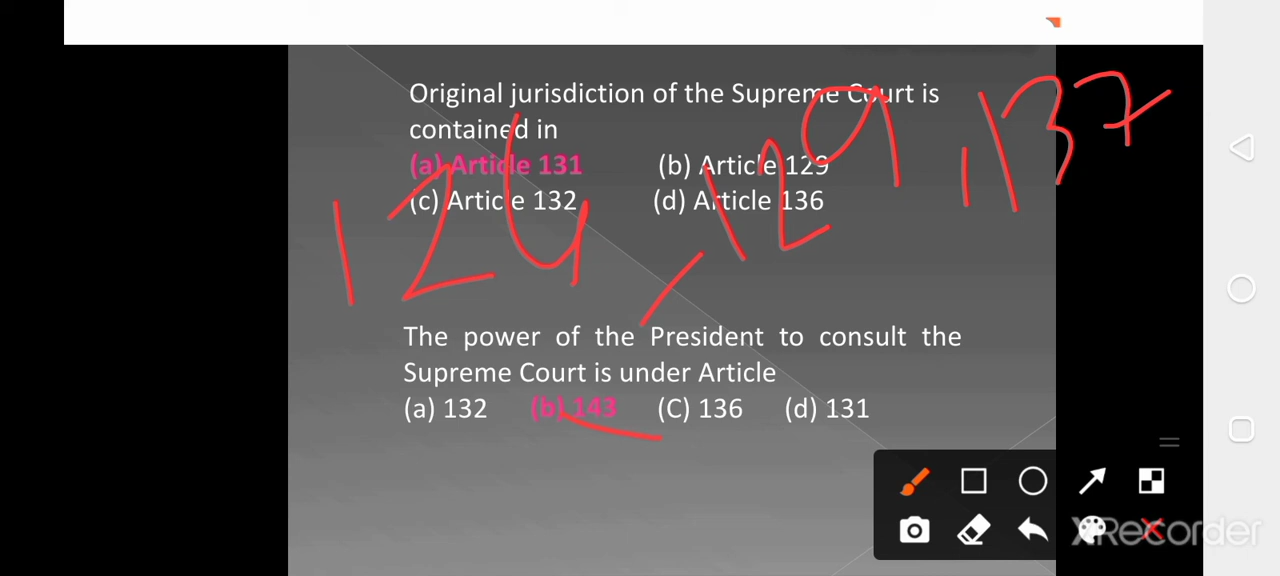 Original jurisdiction of the Supreme Court is
contained in
(a) Article 131 (b) Article 129
(c) Article 132 (d) Article 136
124, 129, 137
The power of the President to consult the
Supreme Court is under Article
(a) 132 (b) 143 (C) 136 (d) 131
XRecorder